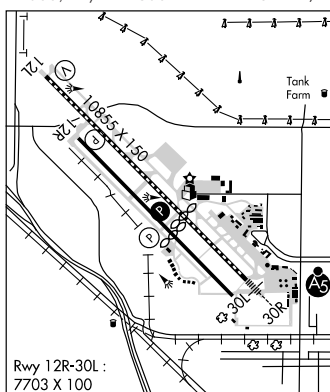 12L
V
10855 X 150
Tank
Farm
12R
P
P
P
A5
30L
30R
Rwy 12R-30L :
7703 X 100